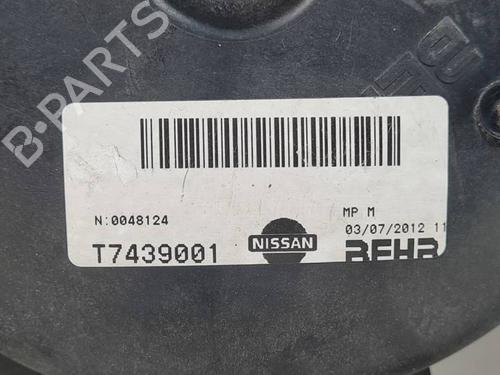 B-PARTS
N:0048124
MP M
03/07/2012 11
T7439001
NISSAN
BEHR